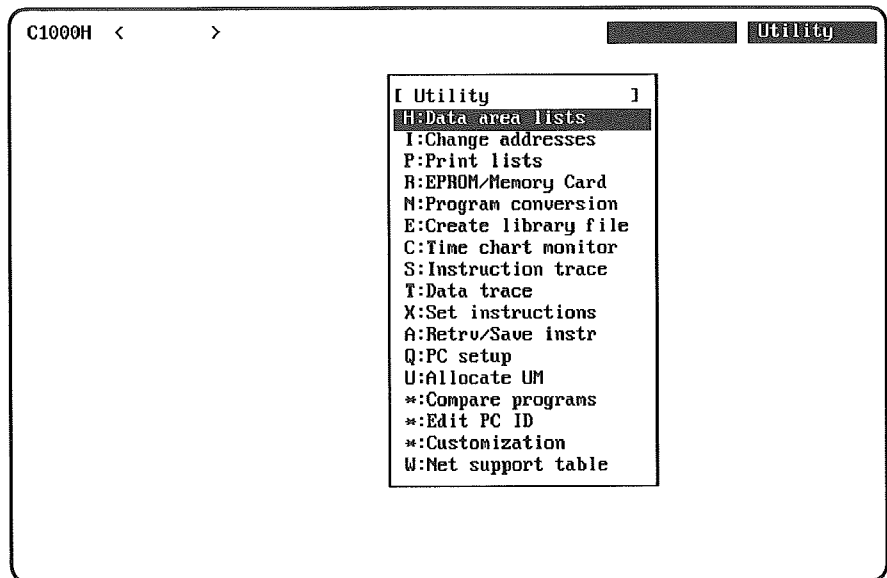 C1000H < > Utility
[ Utility ]
H:Data area lists
I:Change addresses
P:Print lists
R:EPROM/Memory Card
N:Program conversion
E:Create library file
C:Time chart monitor
S:Instruction trace
T:Data trace
X:Set instructions
A:Retrv/Save instr
Q:PC setup
U:Allocate UM
*:Compare programs
*:Edit PC ID
*:Customization
W:Net support table